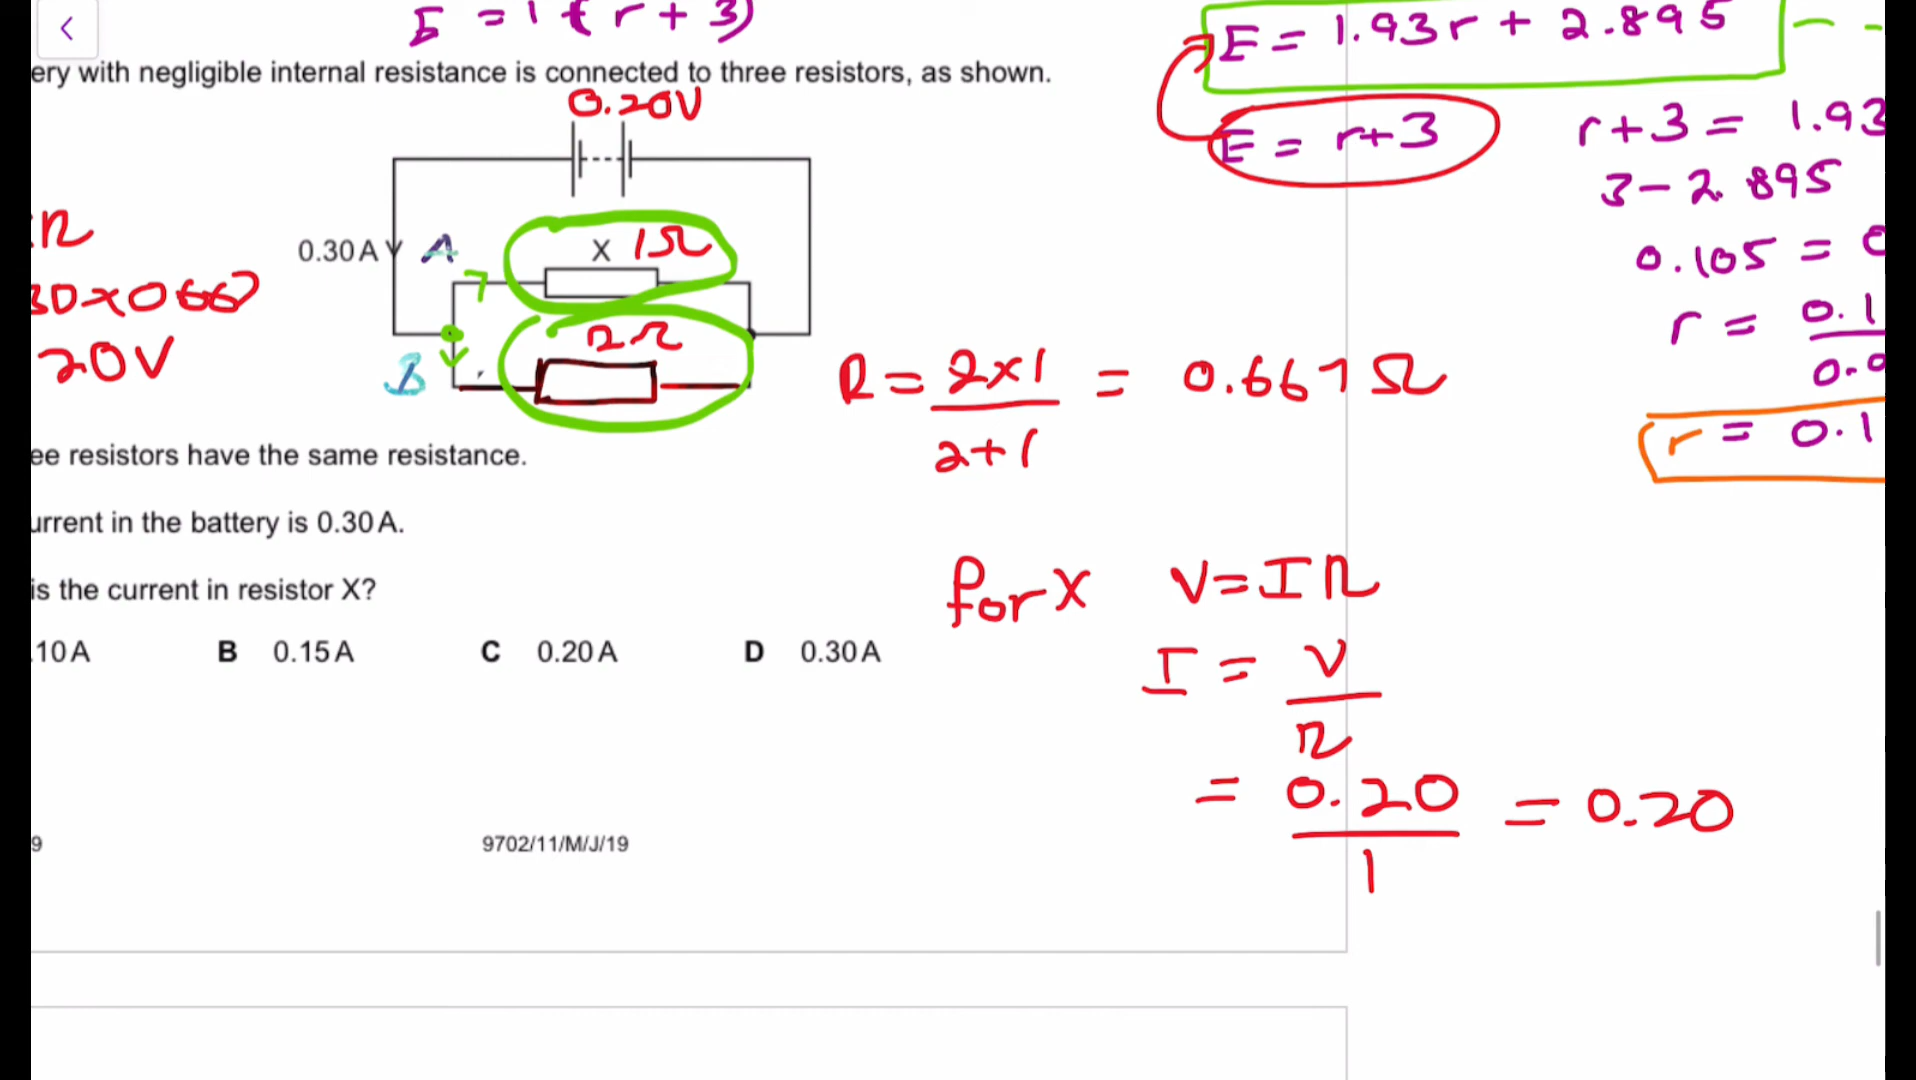 E = 1 (r + 3)
E = 1.93r + 2.895
ery with negligible internal resistance is connected to three resistors, as shown.
0.20V
E = r+3
r+3 = 1.93
3-2.895
0.105 =
0.30 A
A
X 1Ω
30×0667
20V
B
2Ω
R = 2×1 / 2+1 = 0.667Ω
r = 0.1
r = 0.1
ee resistors have the same resistance.
urrent in the battery is 0.30 A.
is the current in resistor X?
for X V=IR
.10 A B 0.15 A C 0.20 A D 0.30 A
I = V / R
= 0.20 / 1 = 0.20
9 9702/11/M/J/19